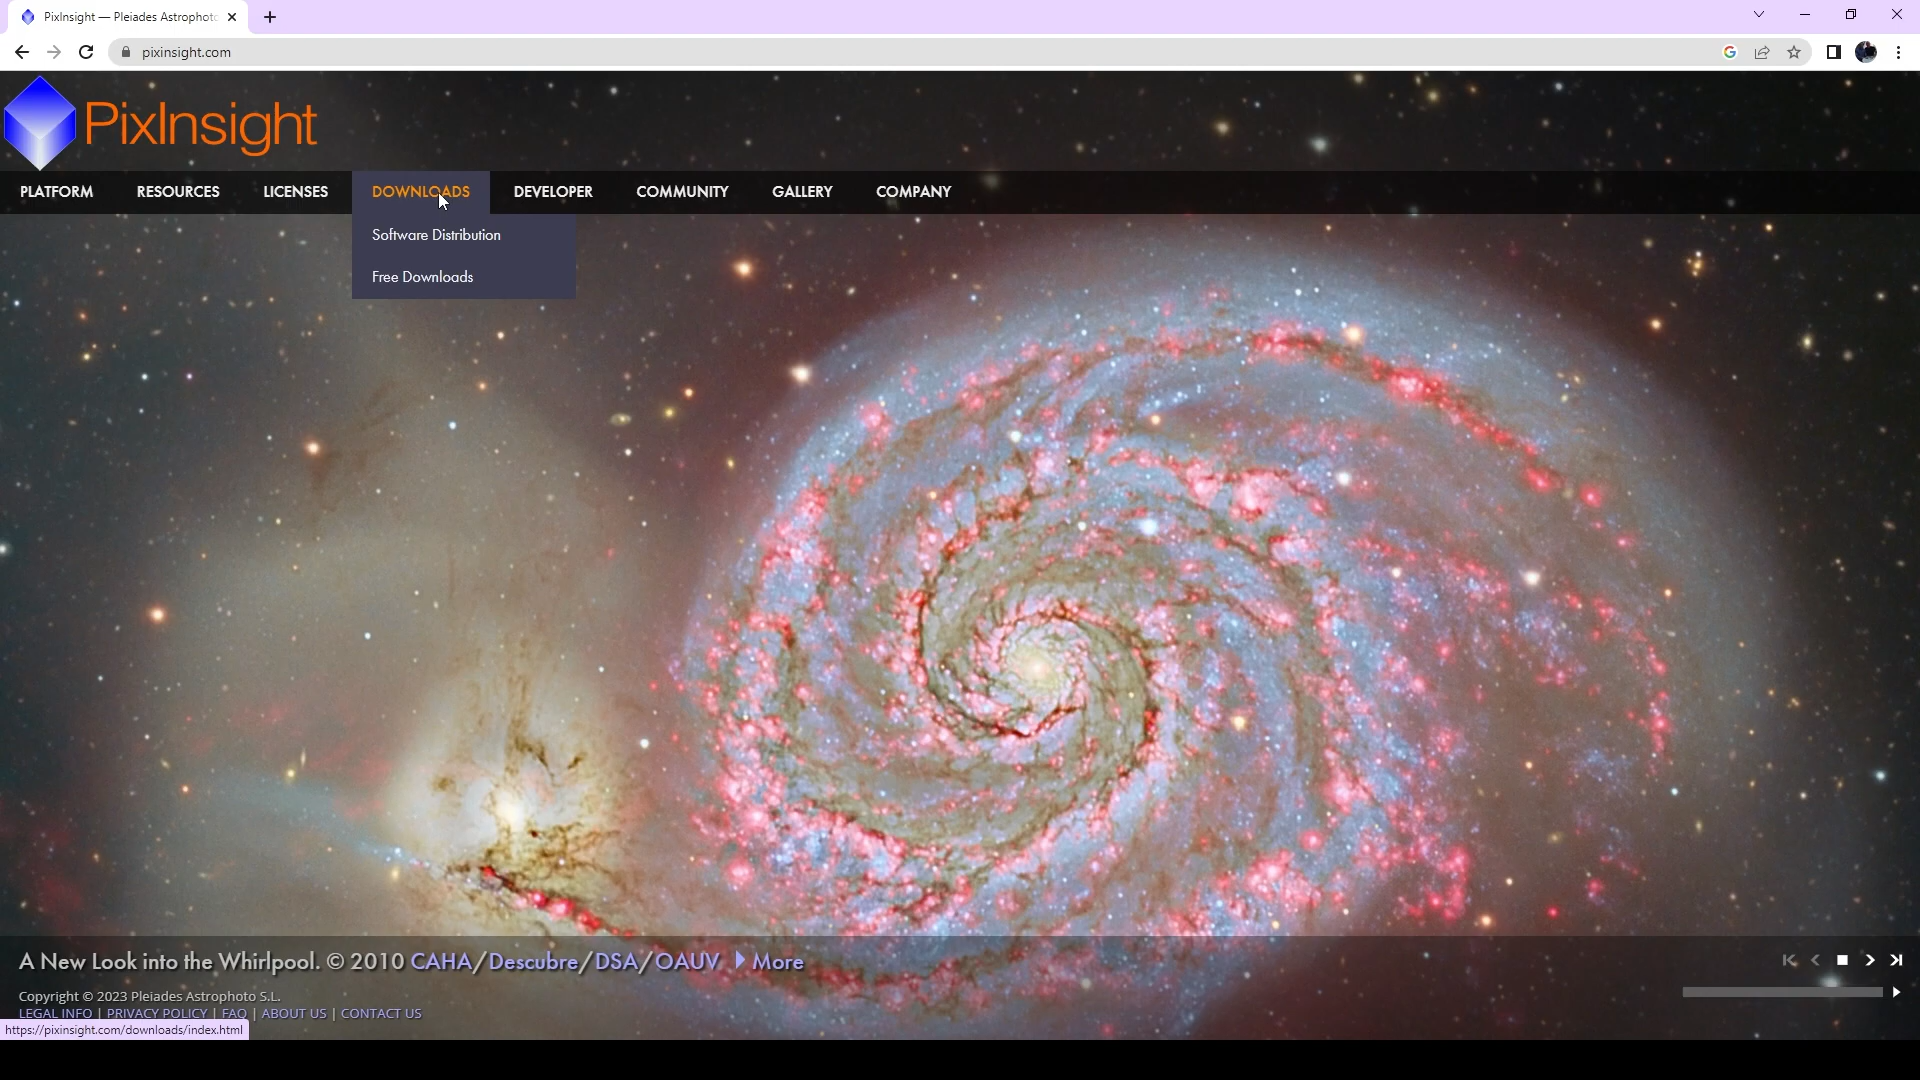 PixInsight — Pleiades Astrophoto
pixinsight.com
PixInsight
PLATFORM RESOURCES LICENSES DOWNLOADS DEVELOPER COMMUNITY GALLERY COMPANY
Software Distribution
Free Downloads
A New Look into the Whirlpool. © 2010 CAHA/Descubre/DSA/OAUV More
Copyright © 2023 Pleiades Astrophoto S.L.
LEGAL INFO | PRIVACY POLICY | FAQ | ABOUT US | CONTACT US
https://pixinsight.com/downloads/index.html